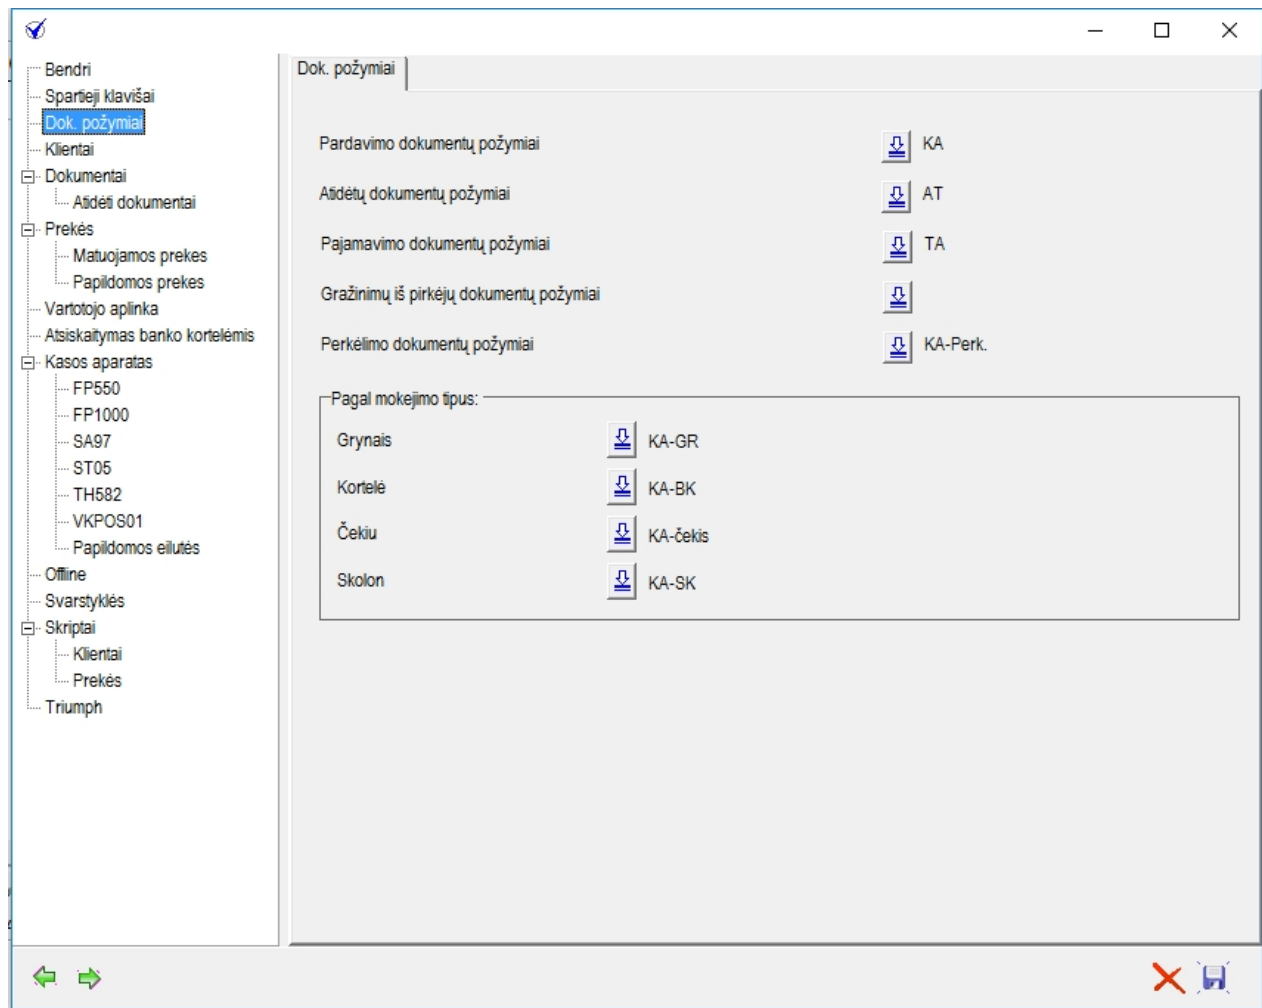 Bendri
Spartieji klavišai
Dok. požymiai
Klientai
Dokumentai
Atidėti dokumentai
Prekės
Matuojamos prekes
Papildomos prekes
Vartotojo aplinka
Atsiskaitymas banko kortelėmis
Kasos aparatas
FP550
FP1000
SA97
ST05
TH582
VKPOS01
Papildomos eilutės
Offline
Svarstyklės
Skriptai
Klientai
Prekės
Triumph
Dok. požymiai
Pardavimo dokumentų požymiai KA
Atidėtų dokumentų požymiai AT
Pajamavimo dokumentų požymiai TA
Gražinimų iš pirkėjų dokumentų požymiai
Perkėlimo dokumentų požymiai KA-Perk.
Pagal mokejimo tipus:
Grynais KA-GR
Kortelė KA-BK
Čekiu KA-čekis
Skolon KA-SK